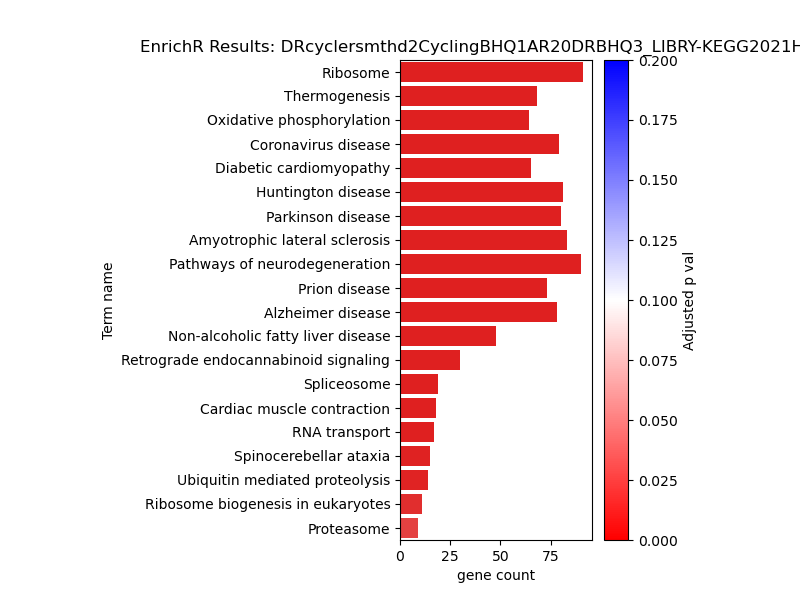 EnrichR Results: DRcyclersmthd2CyclingBHQ1AR20DRBHQ3_LIBRY-KEGG2021H
Term name
Ribosome
Thermogenesis
Oxidative phosphorylation
Coronavirus disease
Diabetic cardiomyopathy
Huntington disease
Parkinson disease
Amyotrophic lateral sclerosis
Pathways of neurodegeneration
Prion disease
Alzheimer disease
Non-alcoholic fatty liver disease
Retrograde endocannabinoid signaling
Spliceosome
Cardiac muscle contraction
RNA transport
Spinocerebellar ataxia
Ubiquitin mediated proteolysis
Ribosome biogenesis in eukaryotes
Proteasome
0 25 50 75
gene count
0.200
0.175
0.150
0.125
0.100
0.075
0.050
0.025
0.000
Adjusted p val